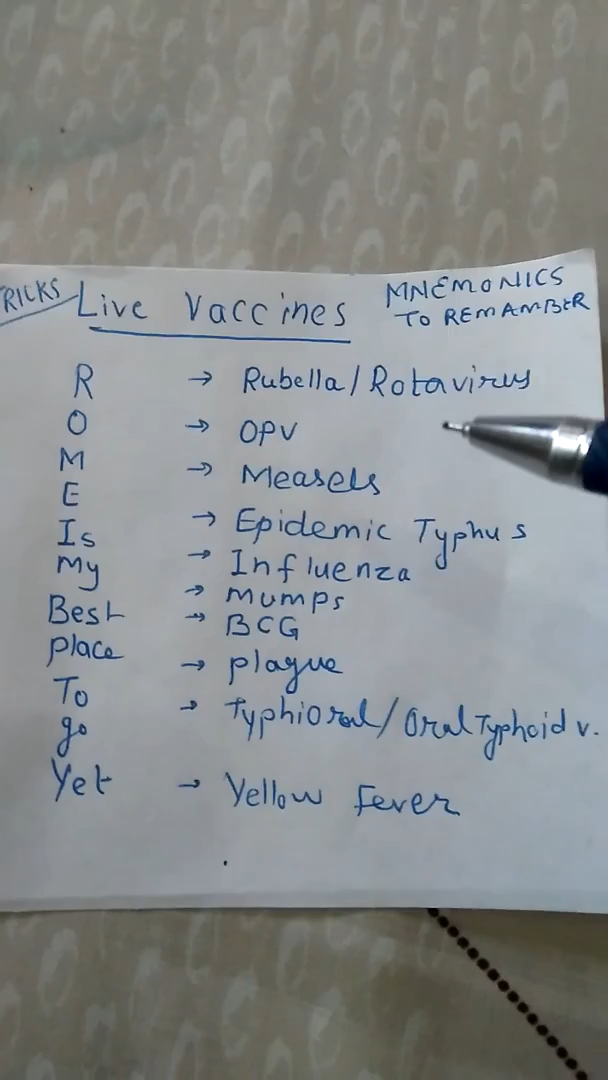 TRICKS
Live Vaccines
MNEMONICS
TO REMAMBER
R → Rubella/Rotavirus
O → OPV
M → Measels
E → Epidemic Typhus
Is → Influenza
My → Mumps
Best → BCG
place → plague
To → Typhioral/Oral Typhoid v.
go
Yet → Yellow Fever